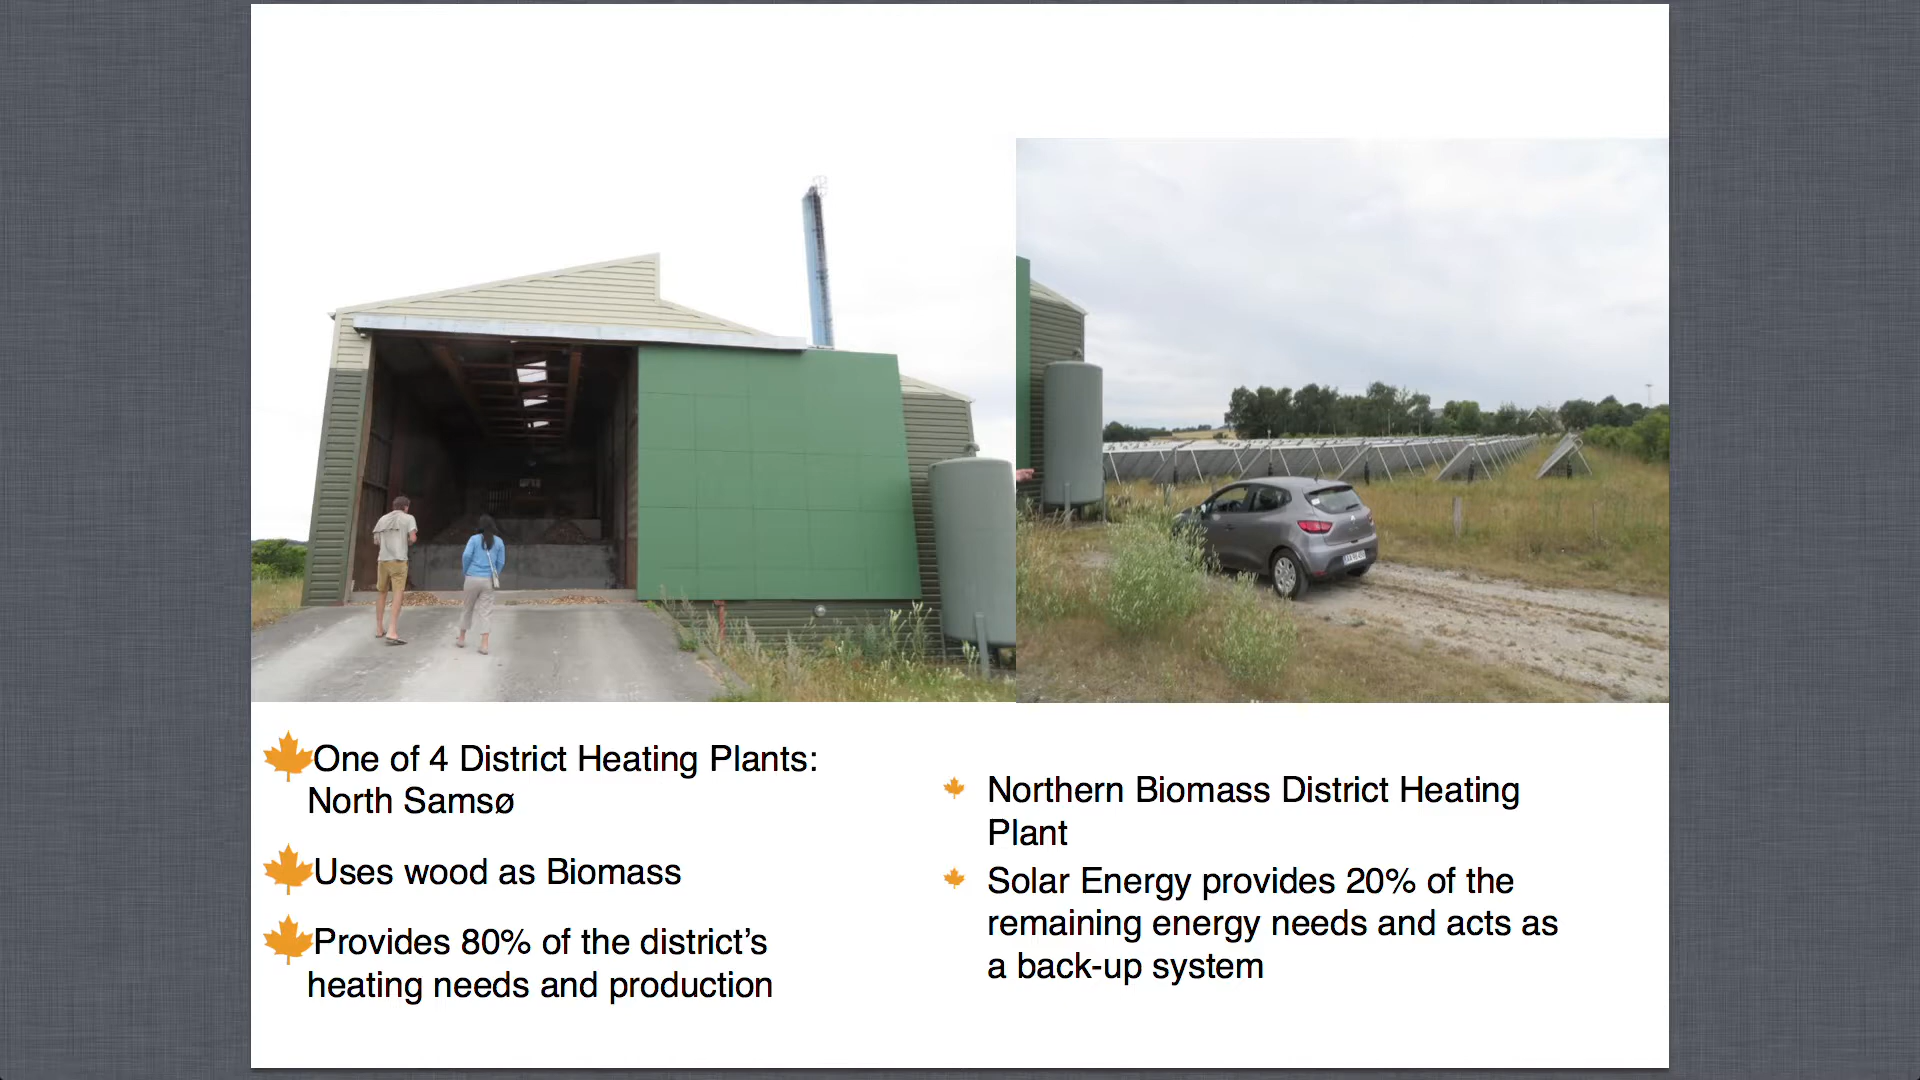 One of 4 District Heating Plants:
North Samsø
Uses wood as Biomass
Provides 80% of the district's
heating needs and production
Northern Biomass District Heating
Plant
Solar Energy provides 20% of the
remaining energy needs and acts as
a back-up system